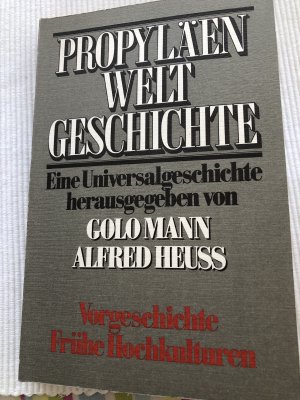 PROPYLÄEN
WELT
GESCHICHTE
Eine Universalgeschichte
herausgegeben von
GOLO MANN
ALFRED HEUSS
Vorgeschichte
Frühe Hochkulturen